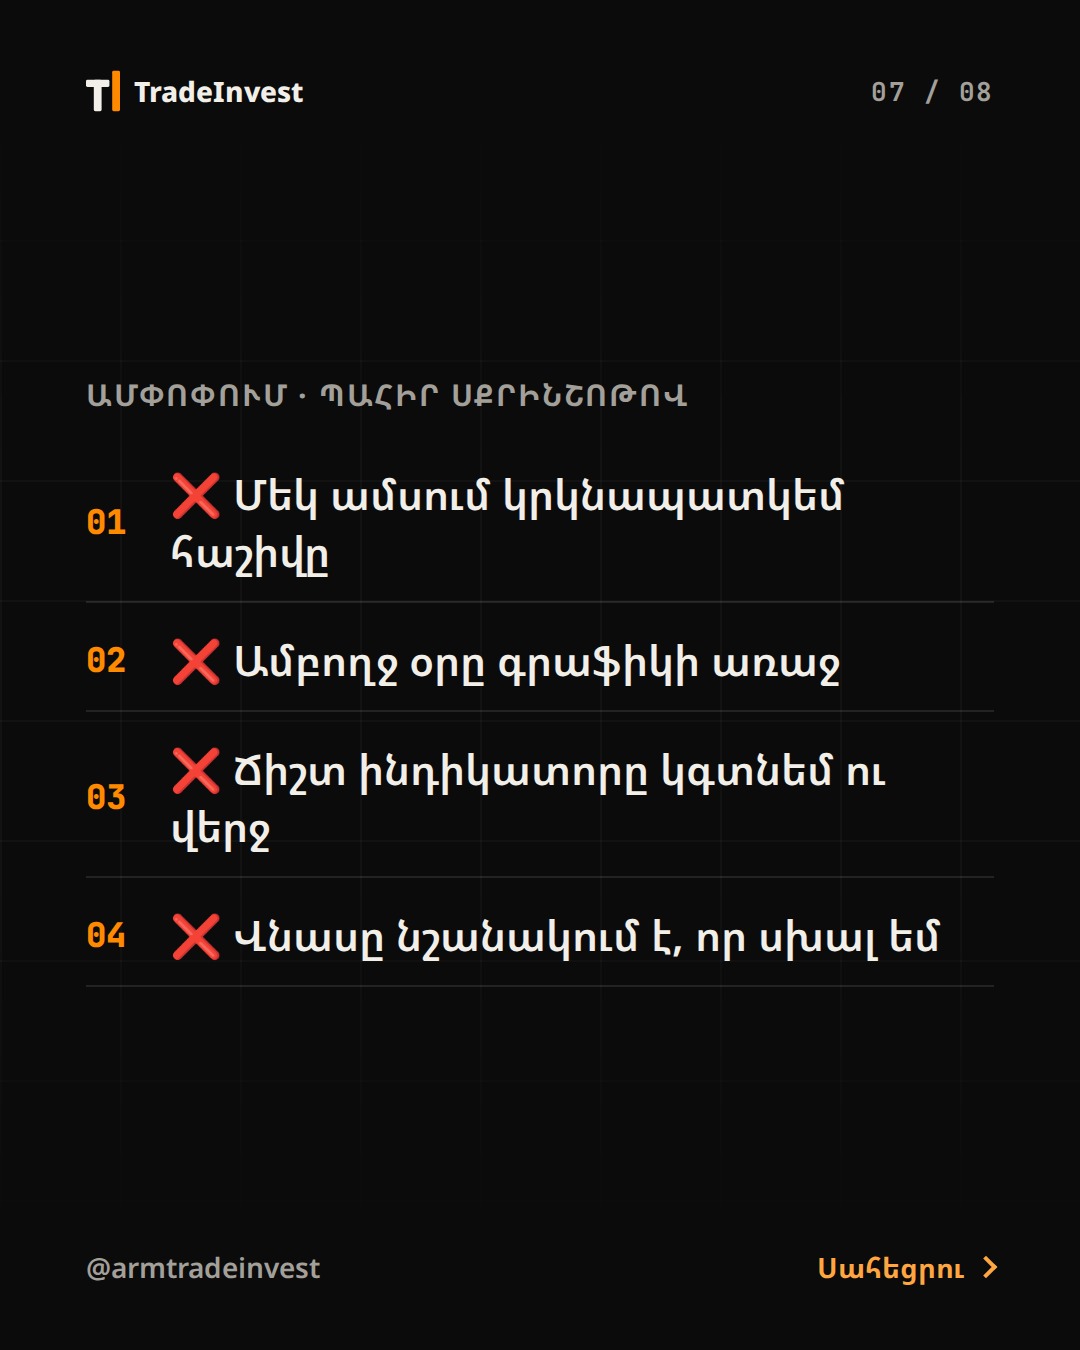 TradeInvest
07 / 08
ԱՄՓՈՓՈՒՄ · ՊԱՀԻՐ ՍՔՐԻՆՇՈԹՈՎ
01
❌ Մեկ ամսում կրկնապատկեմ
հաշիվը
02
❌ Ամբողջ օրը գրաֆիկի առաջ
03
❌ Ճիշտ ինդիկատորը կգտնեմ ու
վերջ
04
❌ Վնասը նշանակում է, որ սխալ եմ
@armtradeinvest
Սահեցրու